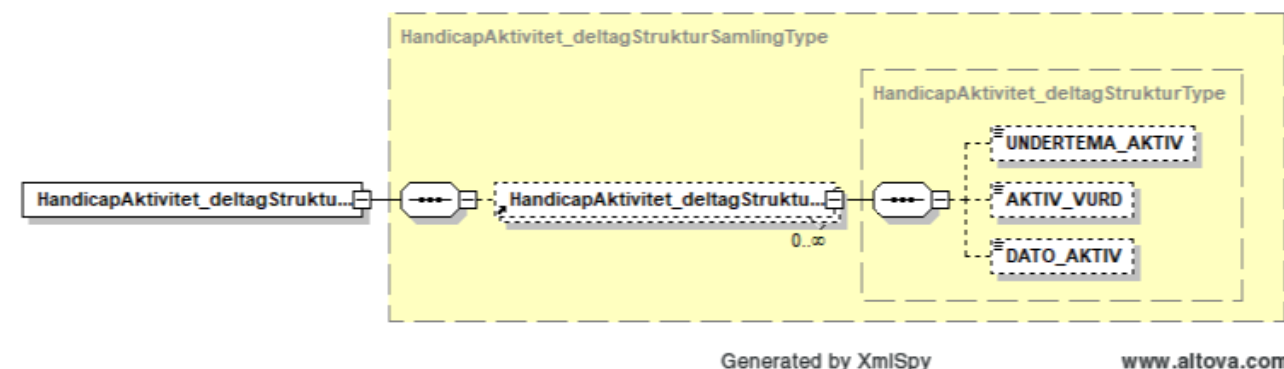 HandicapAktivitet_deltagStrukturSamlingType
HandicapAktivitet_deltagStrukturType
UNDERTEMA_AKTIV
HandicapAktivitet_deltagStruktu...
HandicapAktivitet_deltagStruktu...
AKTIV_VURD
0..∞
DATO_AKTIV
Generated by XmlSpy
www.altova.com